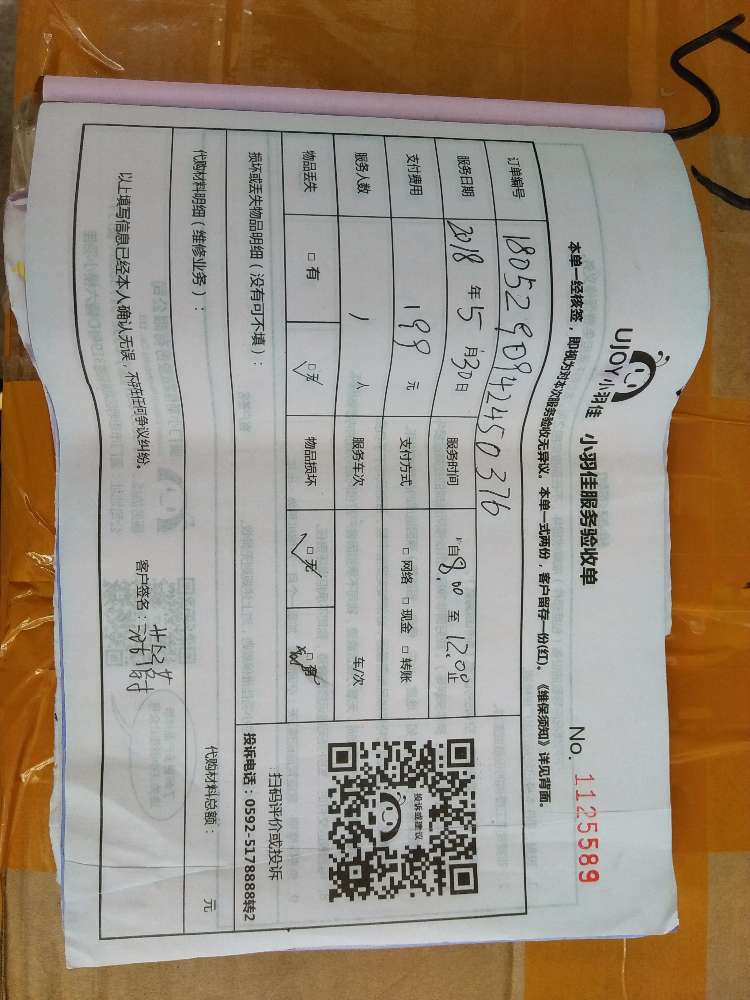 UJOY小羽佳 小羽佳服务验收单 No. 1125589
本单一经核签，即视为对本次服务验收无异议。本单一式两份，客户留存一份(红)。《维保须知》详见背面。
订单编号 1805290942450376
服务日期 2018年5月30日 服务时间 自8.00至12.00止
支付费用 199元 支付方式 □网络 □现金 □转账
服务人数 1人 服务车次 车/次
物品丢失 □有 □无 物品损坏 □无 □有
损坏或丢失物品明细（没有可不填）：
投诉或建议
扫码评价或投诉
投诉电话：0592-5178888转2
代购材料明细（维修业务）： 代购材料总额： 元
以上填写信息已经本人确认无误，不存在任何争议纠纷。 客户签名：